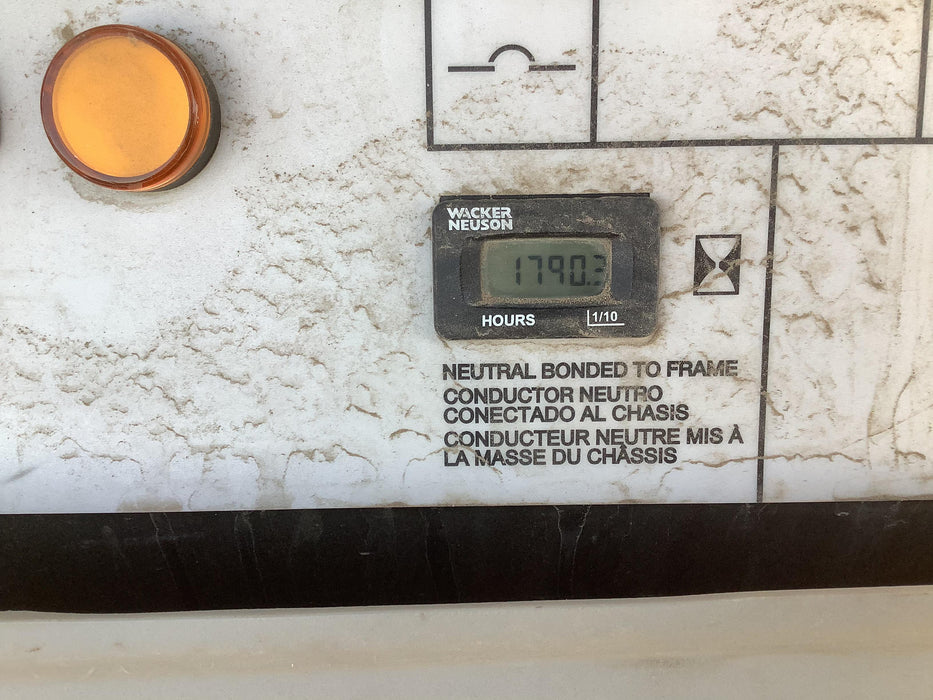 WACKER
NEUSON
1790.3
HOURS 1/10
NEUTRAL BONDED TO FRAME
CONDUCTOR NEUTRO
CONECTADO AL CHASIS
CONDUCTEUR NEUTRE MIS À
LA MASSE DU CHÂSSIS